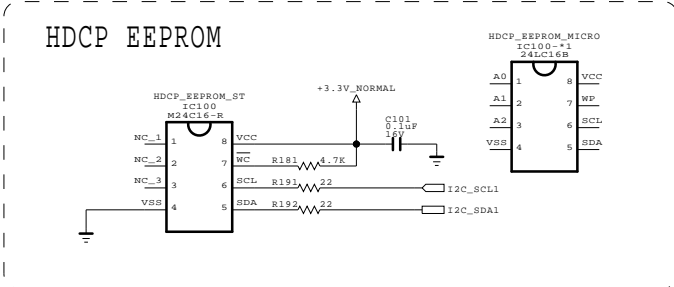 HDCP EEPROM
HDCP_EEPROM_MICRO
IC100-*1
24LC16B
A0 1 8 VCC
A1 2 7 WP
A2 3 6 SCL
VSS 4 5 SDA
+3.3V_NORMAL
HDCP_EEPROM_ST
IC100
M24C16-R
C101
0.1uF
16V
NC_1 1 8 VCC
NC_2 2 7 WC R181 4.7K
NC_3 3 6 SCL R191 22 I2C_SCL1
VSS 4 5 SDA R192 22 I2C_SDA1